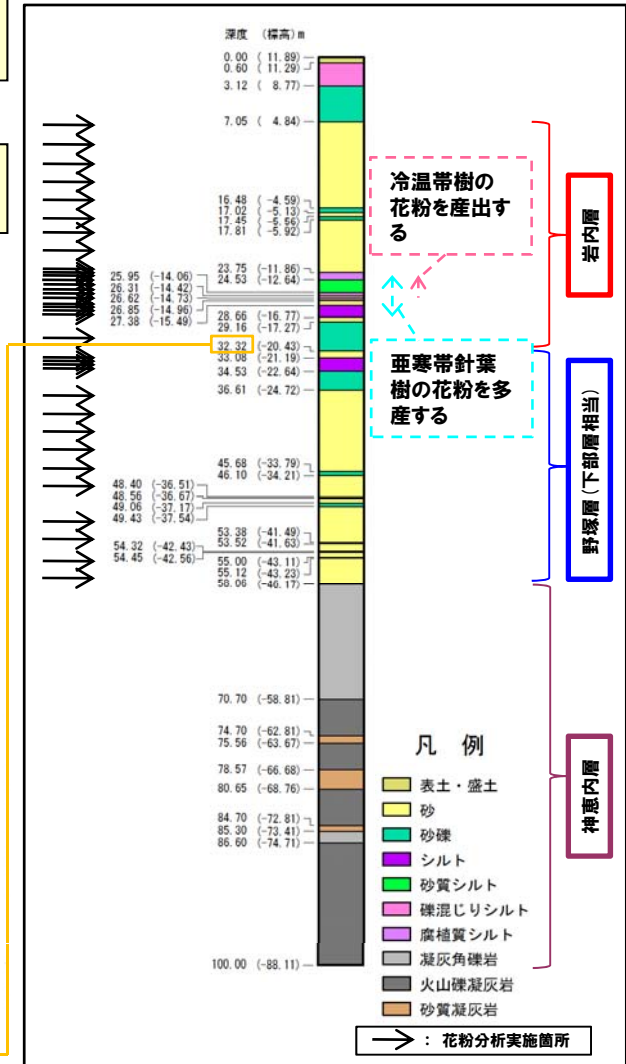 深度 (標高)m
0.00 ( 11.89)
0.60 ( 11.29)
3.12 ( 8.77)
7.05 ( 4.84)
16.48 (-4.59)
17.02 (-5.13)
17.45 (-5.56)
17.81 (-5.92)
23.75 (-11.86)
24.53 (-12.64)
25.95 (-14.06)
26.31 (-14.42)
26.62 (-14.73)
26.85 (-14.96)
27.38 (-15.49)
28.66 (-16.77)
29.16 (-17.27)
32.32 (-20.43)
33.08 (-21.19)
34.53 (-22.64)
36.61 (-24.72)
45.68 (-33.79)
46.10 (-34.21)
48.40 (-36.51)
48.56 (-36.67)
49.06 (-37.17)
49.43 (-37.54)
53.38 (-41.49)
53.52 (-41.63)
54.32 (-42.43)
54.45 (-42.56)
55.00 (-43.11)
55.12 (-43.23)
58.06 (-46.17)
70.70 (-58.81)
74.70 (-62.81)
75.56 (-63.67)
78.57 (-66.68)
80.65 (-68.76)
84.70 (-72.81)
85.30 (-73.41)
86.60 (-74.71)
100.00 (-88.11)
冷温帯樹の
花粉を産出す
る
亜寒帯針葉
樹の花粉を多
産する
岩内層
野塚層(下部層相当)
神恵内層
凡 例
表土・盛土
砂
砂礫
シルト
砂質シルト
礫混じりシルト
腐植質シルト
凝灰角礫岩
火山礫凝灰岩
砂質凝灰岩
→ : 花粉分析実施箇所